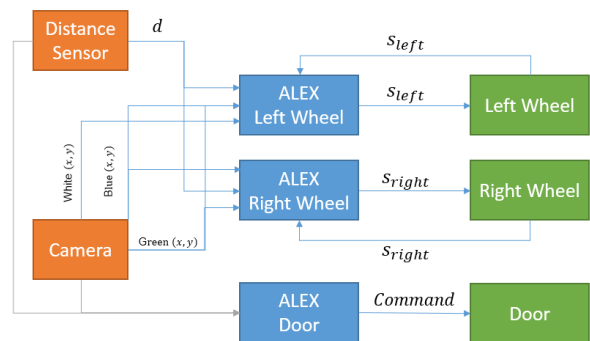 Distance
Sensor
d
s_left
ALEX
Left Wheel
s_left
Left Wheel
White (x, y)
Blue (x, y)
ALEX
Right Wheel
s_right
Right Wheel
Camera
Green (x, y)
s_right
ALEX
Door
Command
Door